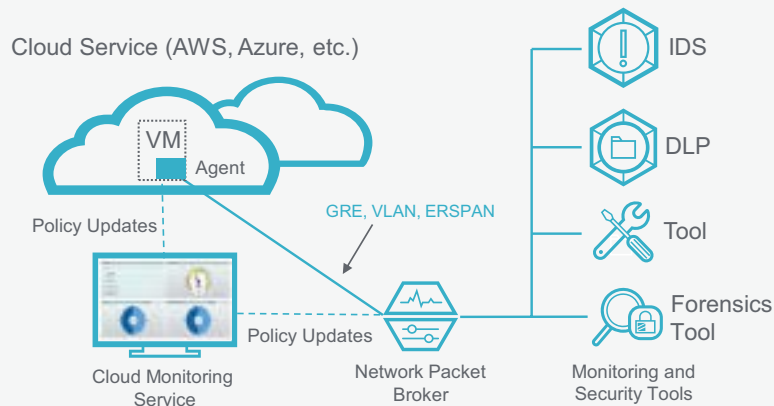 Cloud Service (AWS, Azure, etc.)
VM
Agent
Policy Updates
GRE, VLAN, ERSPAN
Policy Updates
Cloud Monitoring
Service
Network Packet
Broker
IDS
DLP
Tool
Forensics
Tool
Monitoring and
Security Tools